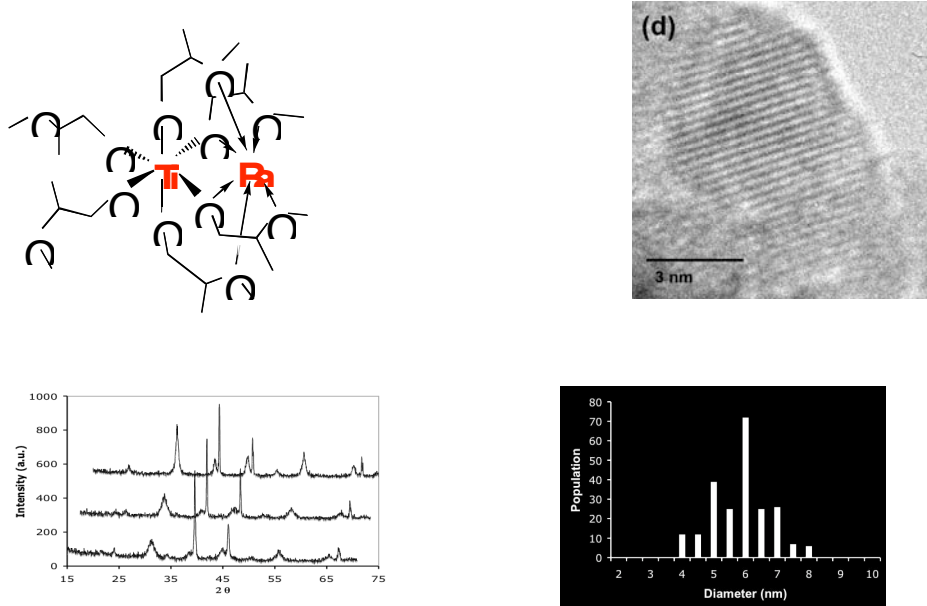 O
O
O
O
O
O
Ti
Ba
O
O
O
O
O
O
(d)
3 nm
Intensity (a.u.)
1000
800
600
400
200
0
15 25 35 45 55 65 75
2θ
Population
80
70
60
50
40
30
20
10
0
2 3 4 5 6 7 8 9 10
Diameter (nm)